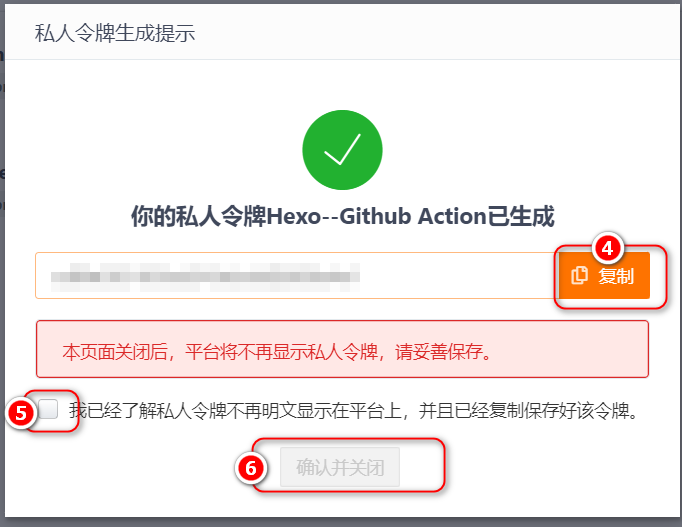 私人令牌生成提示
你的私人令牌Hexo--Github Action已生成
④
复制
本页面关闭后，平台将不再显示私人令牌，请妥善保存。
⑤
我已经了解私人令牌不再明文显示在平台上，并且已经复制保存好该令牌。
⑥
确认并关闭